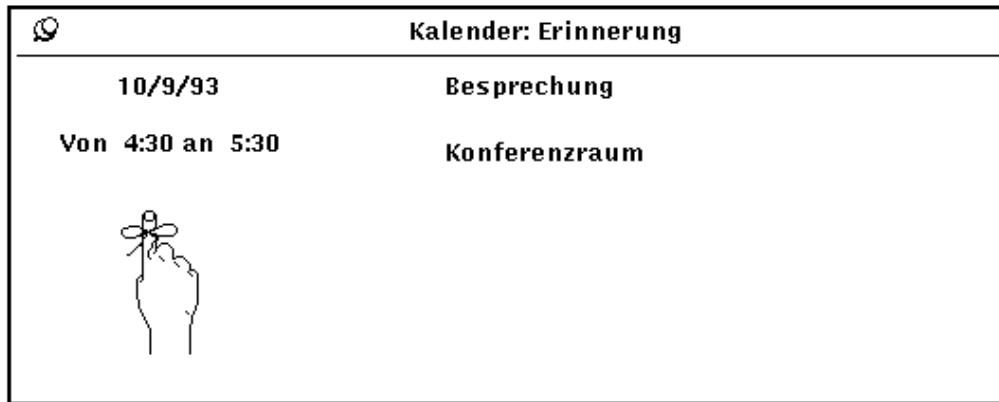 Kalender: Erinnerung
10/9/93
Besprechung
Von 4:30 an 5:30
Konferenzraum